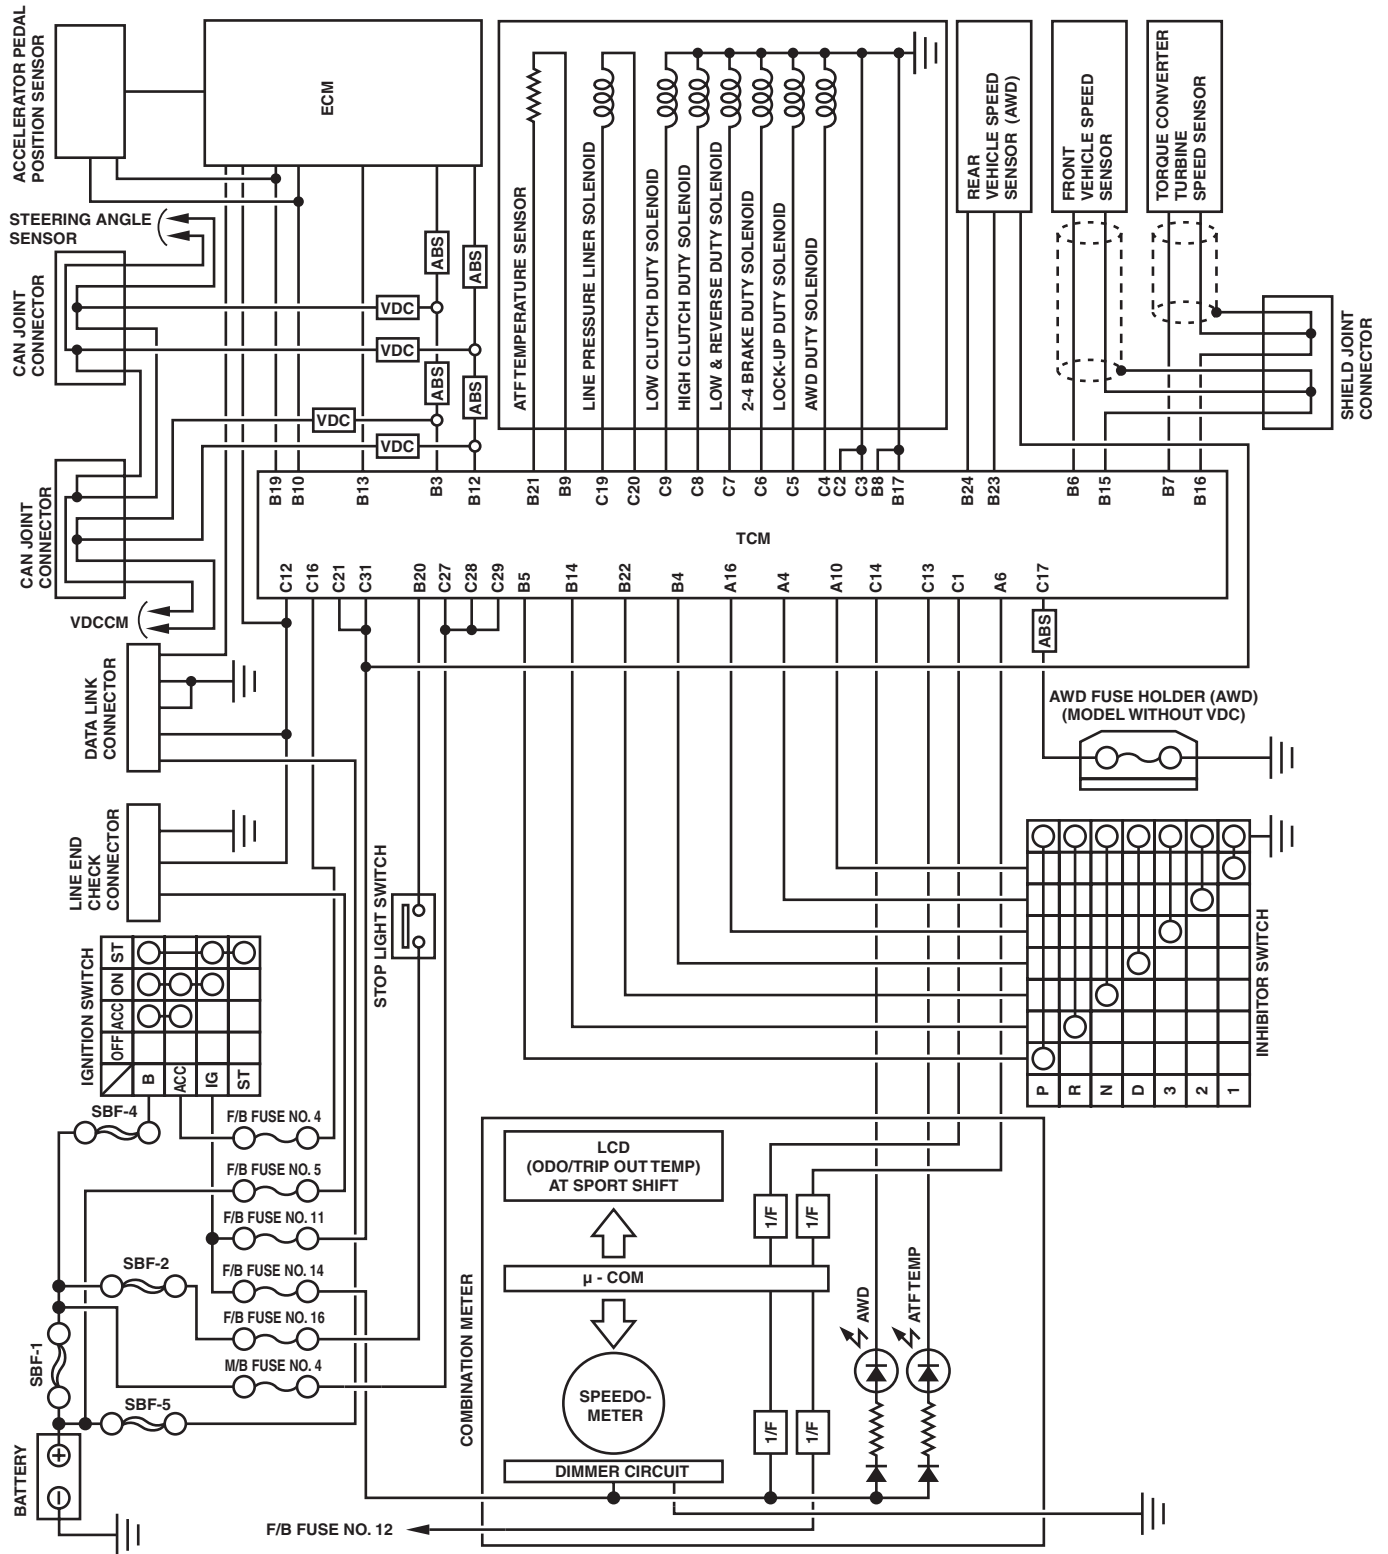 ACCELERATOR PEDAL
POSITION SENSOR
ECM
STEERING ANGLE
SENSOR
CAN JOINT
CONNECTOR
CAN JOINT
CONNECTOR
VDCCM
ABS
ABS
VDC
VDC
ABS
ABS
VDC
VDC
ATF TEMPERATURE SENSOR
LINE PRESSURE LINER SOLENOID
LOW CLUTCH DUTY SOLENOID
HIGH CLUTCH DUTY SOLENOID
LOW & REVERSE DUTY SOLENOID
2-4 BRAKE DUTY SOLENOID
LOCK-UP DUTY SOLENOID
AWD DUTY SOLENOID
REAR
VEHICLE SPEED
SENSOR (AWD)
FRONT
VEHICLE SPEED
SENSOR
TORQUE CONVERTER
TURBINE
SPEED SENSOR
SHIELD JOINT
CONNECTOR
B19
B10
B13
B3
B12
B21
B9
C19
C20
C9
C8
C7
C6
C5
C4
C2
C3
B8
B17
B24
B23
B6
B15
B7
B16
TCM
C12
C16
C21
C31
B20
C27
C28
C29
B5
B14
B22
B4
A16
A4
A10
C14
C13
C1
A6
C17
ABS
AWD FUSE HOLDER (AWD)
(MODEL WITHOUT VDC)
DATA LINK
CONNECTOR
LINE END
CHECK
CONNECTOR
STOP LIGHT SWITCH
IGNITION SWITCH
OFF
ACC
ON
ST
B
ACC
IG
ST
INHIBITOR SWITCH
P
R
N
D
3
2
1
SBF-4
F/B FUSE NO. 4
F/B FUSE NO. 5
F/B FUSE NO. 11
F/B FUSE NO. 14
SBF-2
F/B FUSE NO. 16
SBF-1
M/B FUSE NO. 4
SBF-5
BATTERY
COMBINATION METER
LCD
(ODO/TRIP OUT TEMP)
AT SPORT SHIFT
1/F
1/F
μ - COM
AWD
ATF TEMP
SPEEDO-
METER
1/F
1/F
DIMMER CIRCUIT
F/B FUSE NO. 12